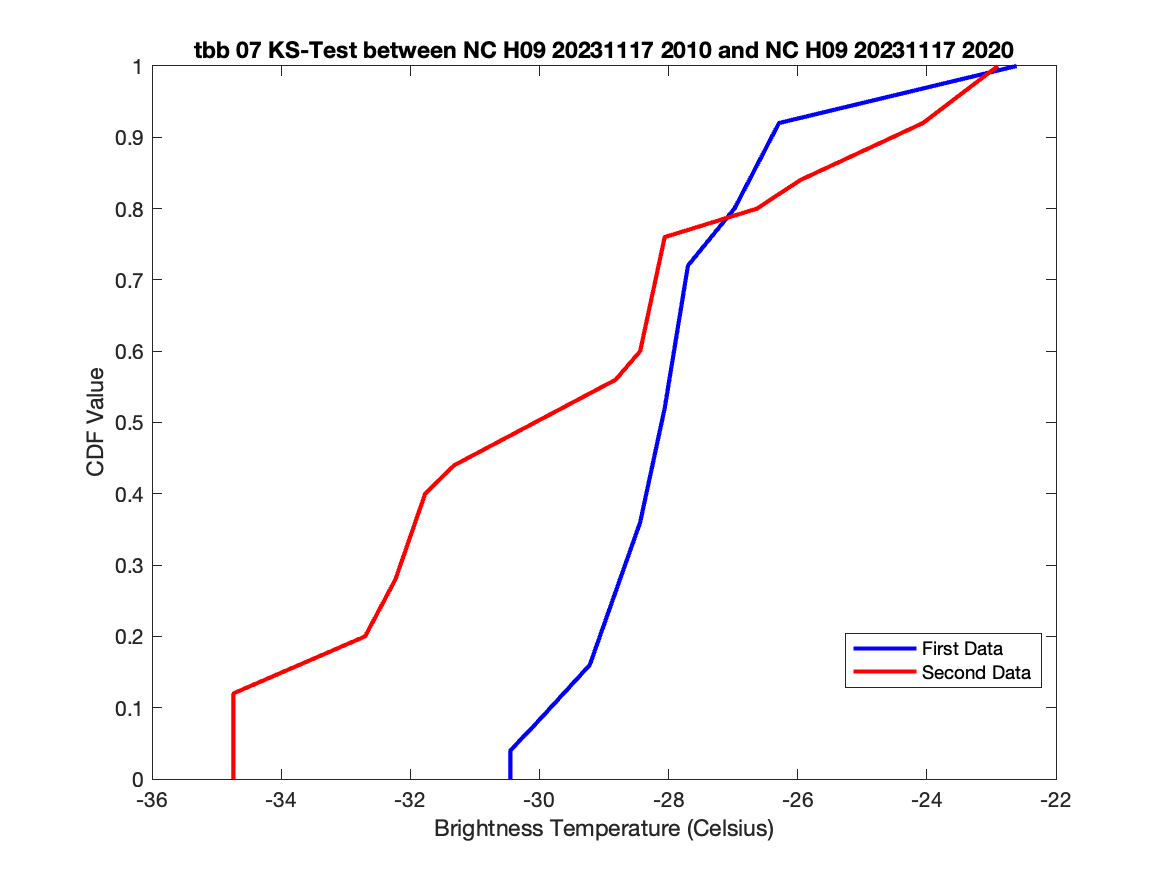 tbb 07 KS-Test between NC H09 20231117 2010 and NC H09 20231117 2020
1
0.9
0.8
0.7
0.6
0.5
0.4
0.3
0.2
0.1
0
CDF Value
First Data
Second Data
-36 -34 -32 -30 -28 -26 -24 -22
Brightness Temperature (Celsius)